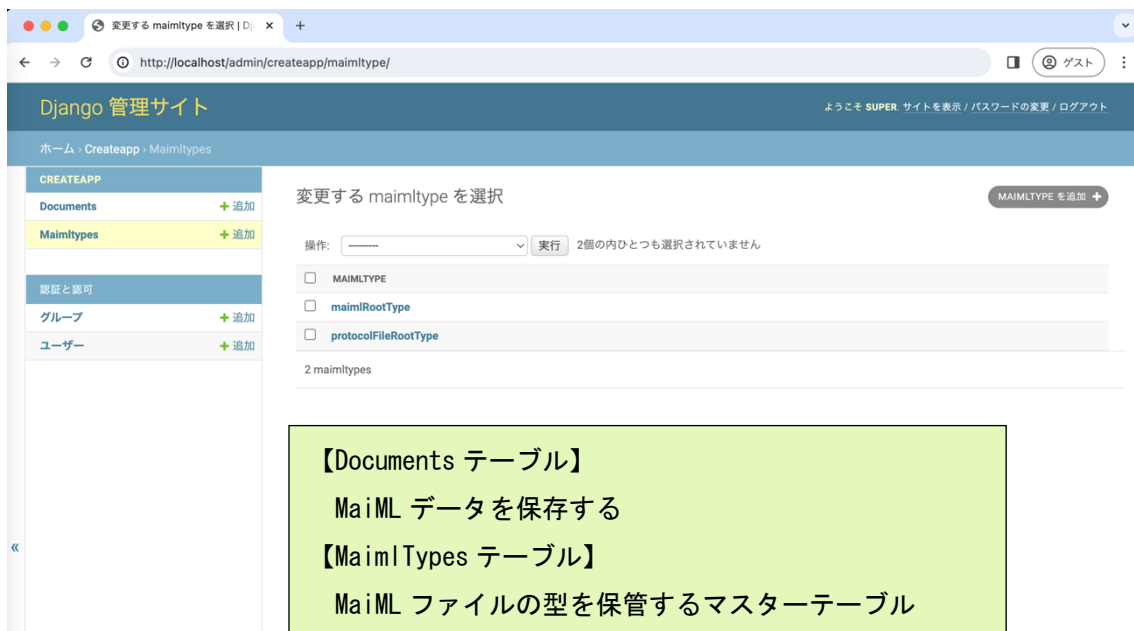 変更する maimltype を選択 | Dj
http://localhost/admin/createapp/maimltype/
ゲスト
Django 管理サイト
ようこそ SUPER. サイトを表示 / パスワードの変更 / ログアウト
ホーム › Createapp › Maimltypes
CREATEAPP
Documents + 追加
Maimltypes + 追加
認証と認可
グループ + 追加
ユーザー + 追加
«
変更する maimltype を選択
MAIMLTYPE を追加 +
操作: --------- 実行 2個の内ひとつも選択されていません
MAIMLTYPE
maimlRootType
protocolFileRootType
2 maimltypes
【Documents テーブル】
MaiML データを保存する
【MaimlTypes テーブル】
MaiML ファイルの型を保管するマスターテーブル